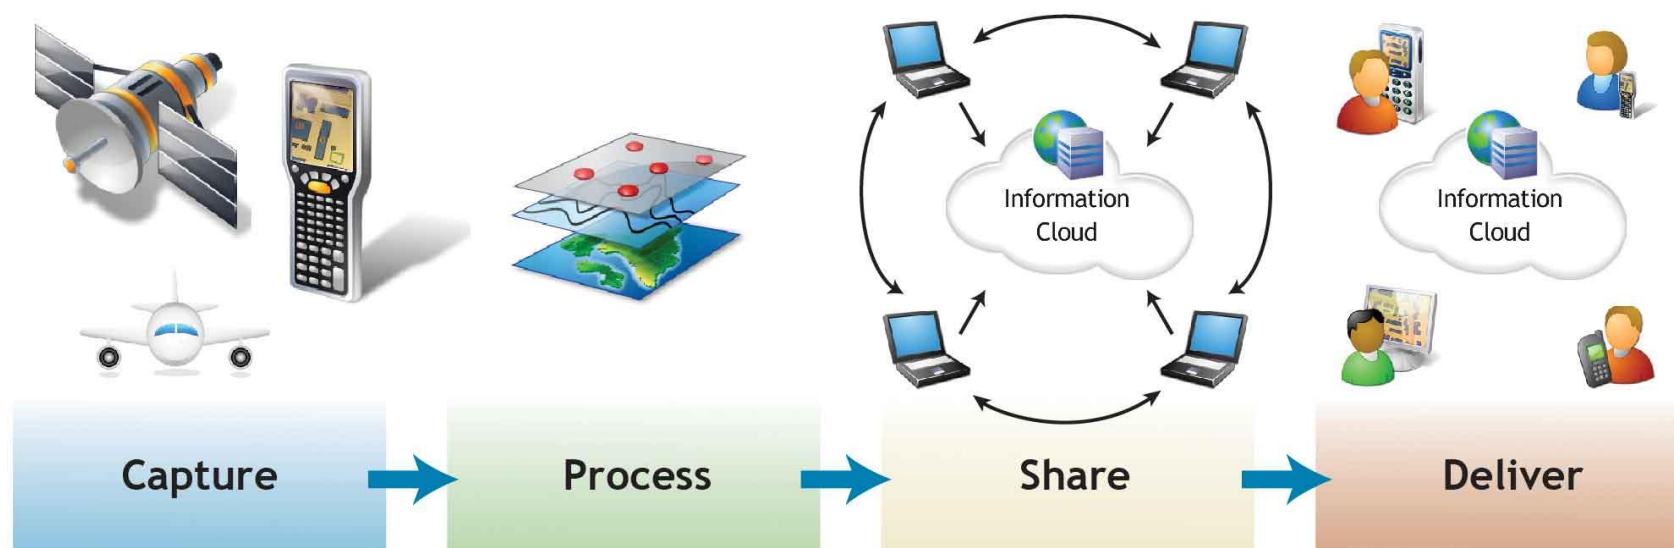 Information
Cloud
Information
Cloud
Capture
Process
Share
Deliver